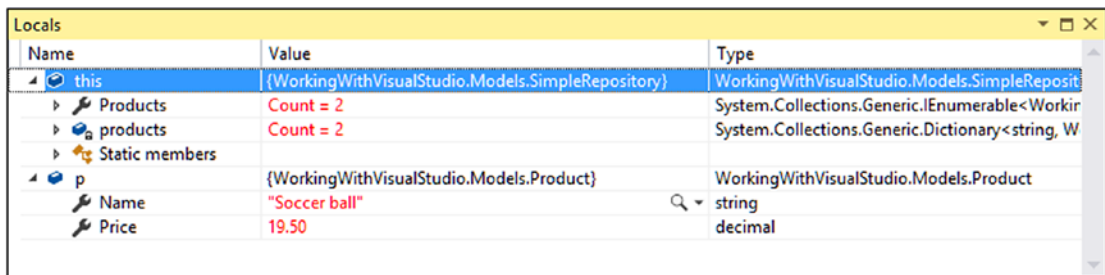 Locals
Name Value Type
this {WorkingWithVisualStudio.Models.SimpleRepository} WorkingWithVisualStudio.Models.SimpleReposit
Products Count = 2 System.Collections.Generic.IEnumerable<Workin
products Count = 2 System.Collections.Generic.Dictionary<string, W
Static members
p {WorkingWithVisualStudio.Models.Product} WorkingWithVisualStudio.Models.Product
Name "Soccer ball" string
Price 19.50 decimal